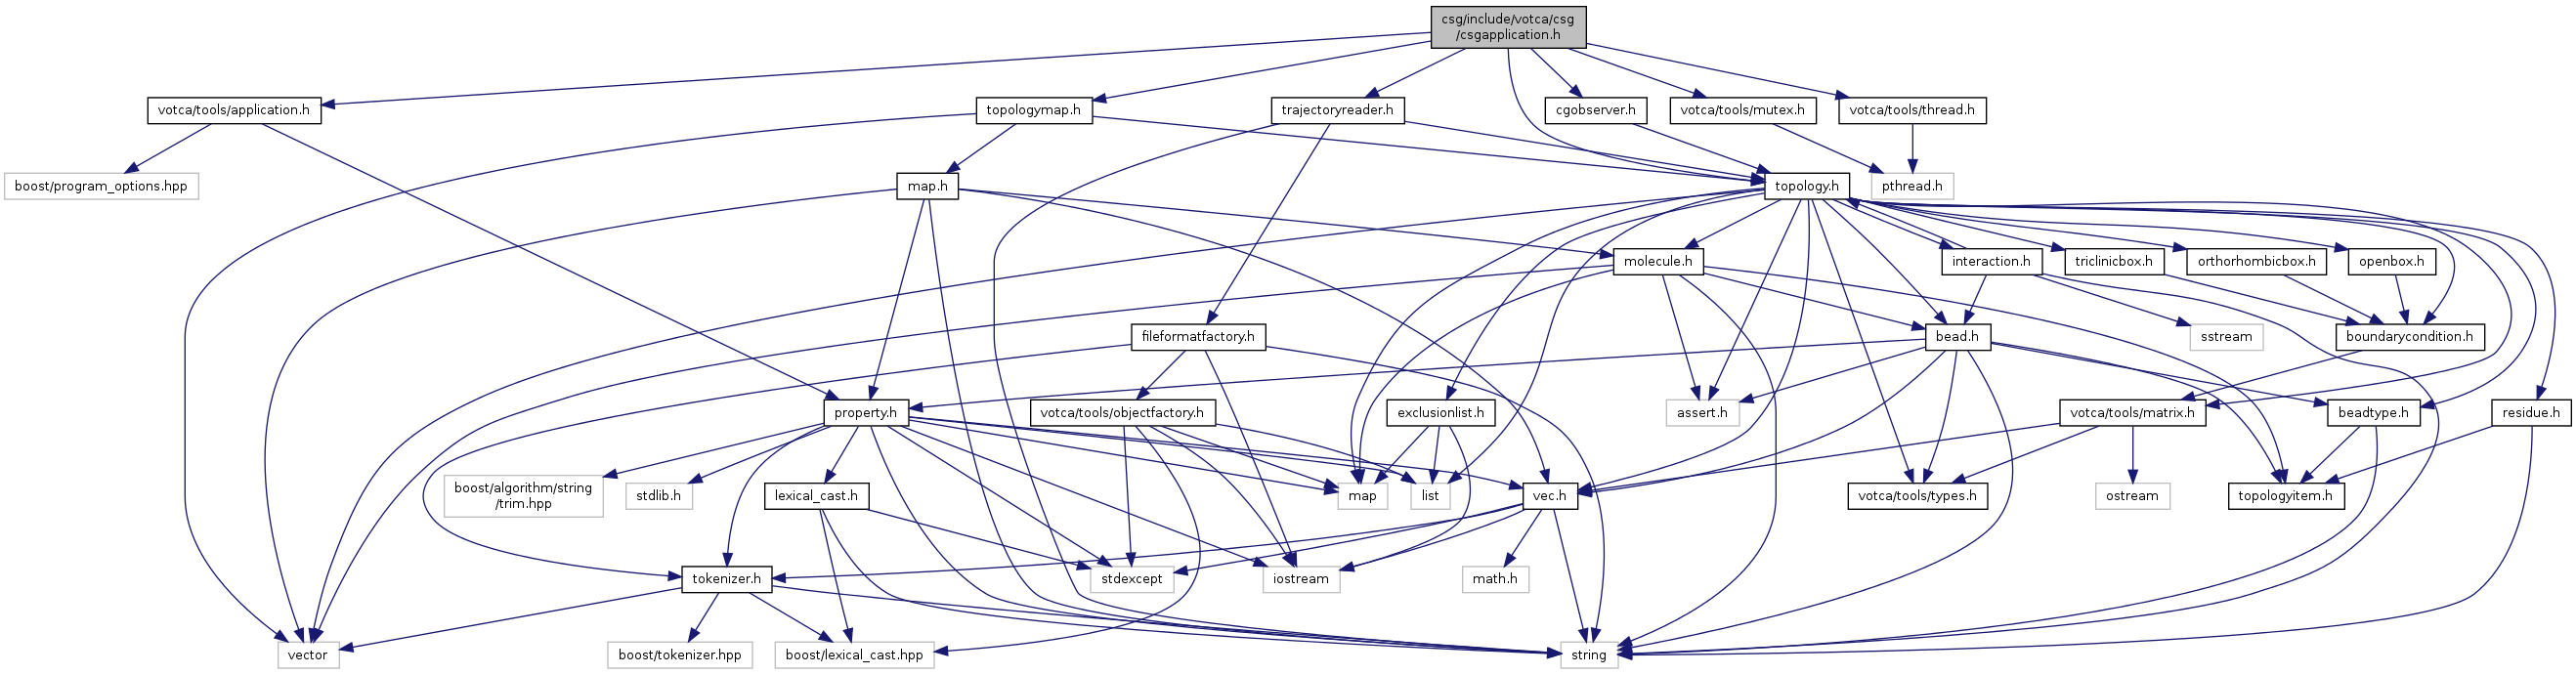 csg/include/votca/csg
/csgapplication.h
votca/tools/application.h
topologymap.h
trajectoryreader.h
cgobserver.h
votca/tools/mutex.h
votca/tools/thread.h
boost/program_options.hpp
map.h
topology.h
pthread.h
molecule.h
interaction.h
triclinicbox.h
orthorhombicbox.h
openbox.h
fileformatfactory.h
bead.h
sstream
boundarycondition.h
property.h
votca/tools/objectfactory.h
exclusionlist.h
assert.h
votca/tools/matrix.h
beadtype.h
residue.h
boost/algorithm/string
/trim.hpp
stdlib.h
lexical_cast.h
map
list
vec.h
votca/tools/types.h
ostream
topologyitem.h
tokenizer.h
stdexcept
iostream
math.h
vector
boost/tokenizer.hpp
boost/lexical_cast.hpp
string